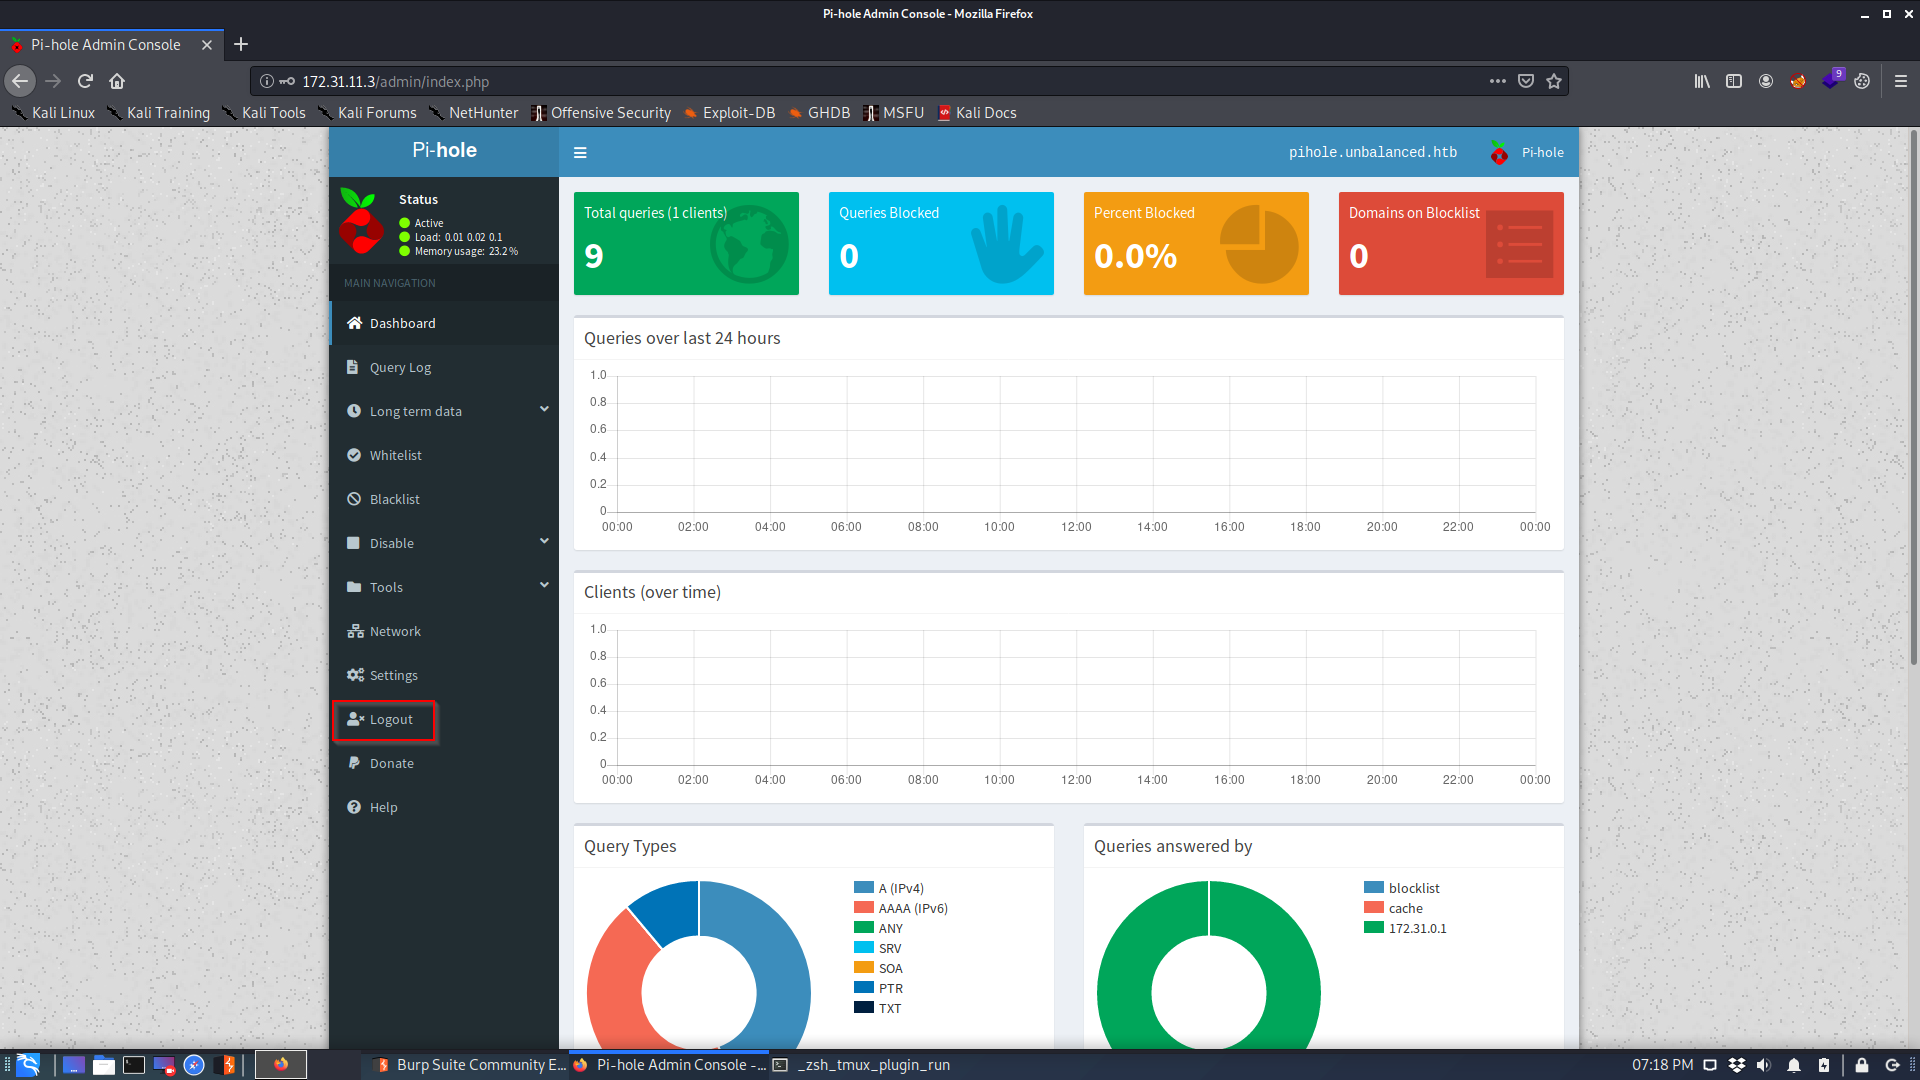 Pi-hole Admin Console - Mozilla Firefox
Pi-hole Admin Console
172.31.11.3/admin/index.php
9
Kali Linux Kali Training Kali Tools Kali Forums NetHunter Offensive Security Exploit-DB GHDB MSFU Kali Docs
Pi-hole
pihole.unbalanced.htb Pi-hole
Status
Active
Load: 0.01 0.02 0.1
Memory usage: 23.2 %
MAIN NAVIGATION
Dashboard
Query Log
Long term data
Whitelist
Blacklist
Disable
Tools
Network
Settings
Logout
Donate
Help
Total queries (1 clients)
9
Queries Blocked
0
Percent Blocked
0.0%
Domains on Blocklist
0
Queries over last 24 hours
1.0
0.8
0.6
0.4
0.2
0
00:00 02:00 04:00 06:00 08:00 10:00 12:00 14:00 16:00 18:00 20:00 22:00 00:00
Clients (over time)
1.0
0.8
0.6
0.4
0.2
0
00:00 02:00 04:00 06:00 08:00 10:00 12:00 14:00 16:00 18:00 20:00 22:00 00:00
Query Types
A (IPv4)
AAAA (IPv6)
ANY
SRV
SOA
PTR
TXT
Queries answered by
blocklist
cache
172.31.0.1
Burp Suite Community E... Pi-hole Admin Console -... _zsh_tmux_plugin_run 07:18 PM